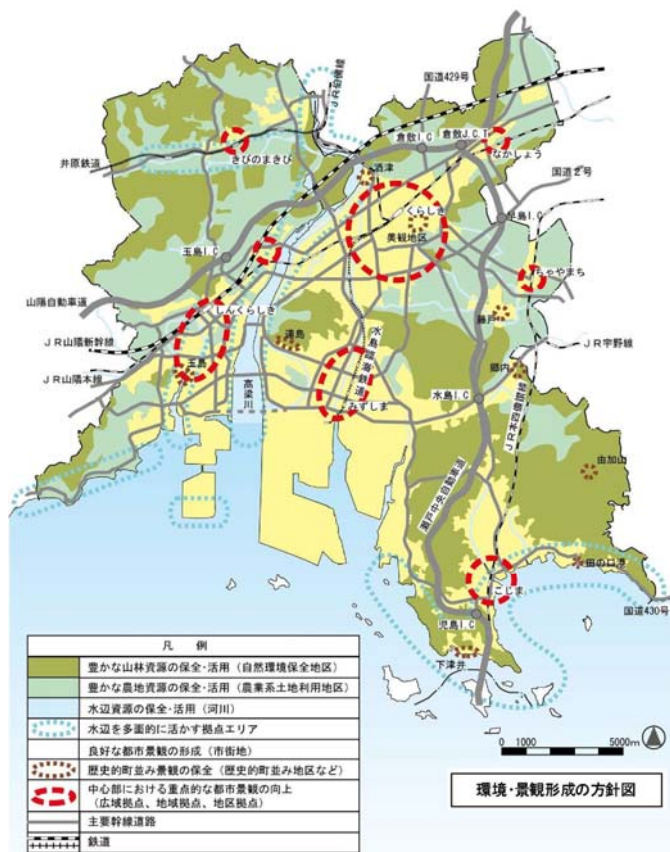 国道429号
JR伯備線
倉敷I.C
倉敷J.C.T
なかしょう
きびのまきび
井原鉄道
酒津
国道2号
くらしき
美観地区
早島I.C
玉島I.C
ちゃやまち
山陽自動車道
しんくらしき
藤戸
JR山陽新幹線
連島
水島臨海鉄道
JR宇野線
玉島
郷内
JR山陽本線
高梁川
みずしま
水島I.C
JR本四備讃線
由加山
瀬戸中央自動車道
田の口港
こじま
国道430号
児島I.C
下津井
凡 例
豊かな山林資源の保全・活用（自然環境保全地区）
豊かな農地資源の保全・活用（農業系土地利用地区）
水辺資源の保全・活用（河川）
水辺を多面的に活かす拠点エリア
良好な都市景観の形成（市街地）
歴史的町並み景観の保全（歴史的町並み地区など）
中心部における重点的な都市景観の向上
（広域拠点、地域拠点、地区拠点）
主要幹線道路
鉄道
0 1000 5000m
環境・景観形成の方針図